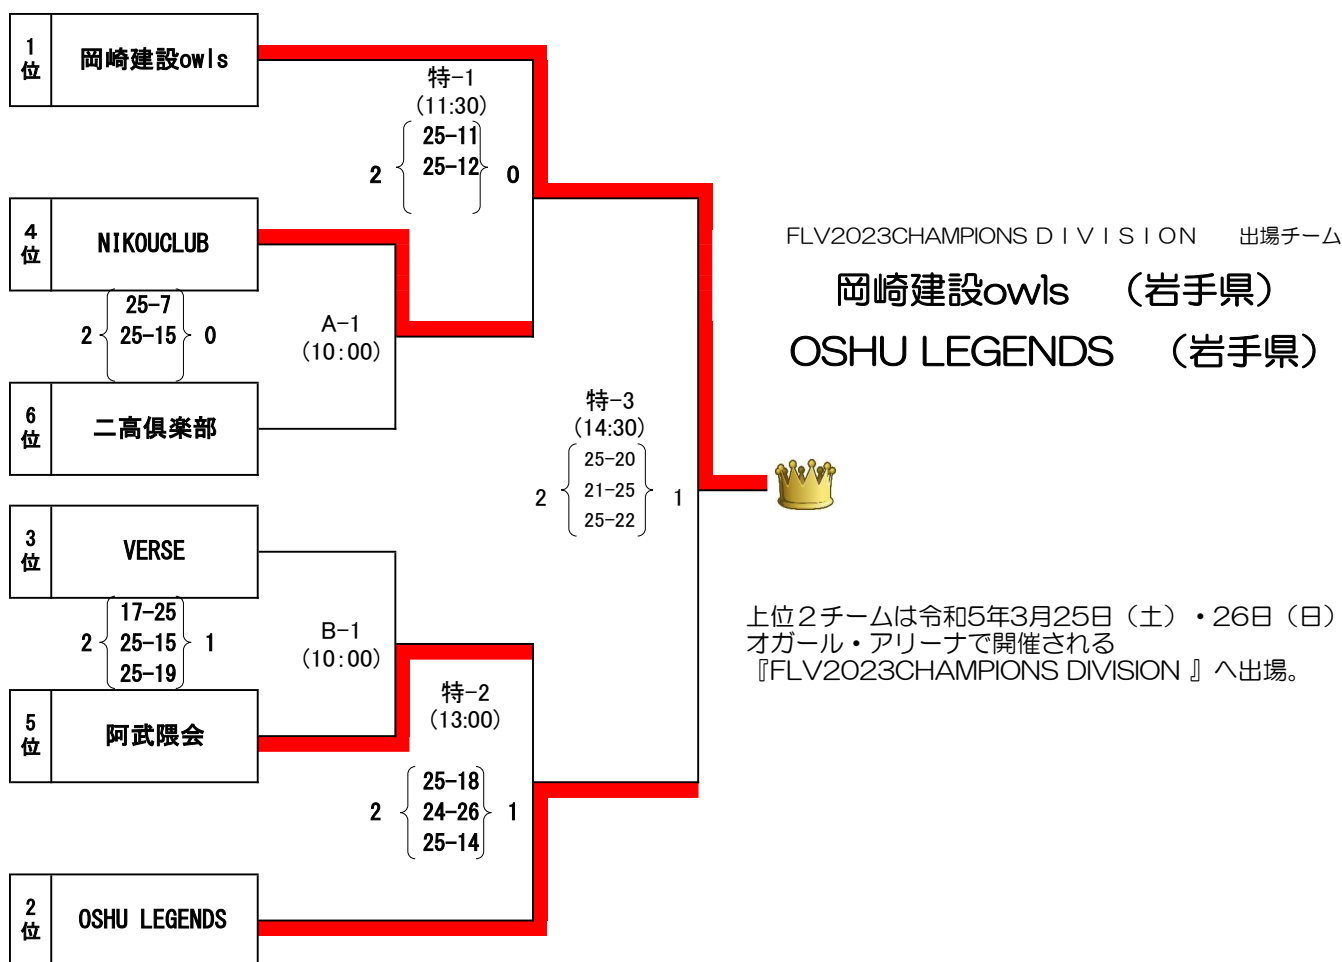 1位
岡崎建設owls
特-1
(11:30)
25-11
25-12
2
0
4位
NIKOUCLUB
25-7
25-15
2
0
A-1
(10:00)
6位
二高倶楽部
特-3
(14:30)
25-20
21-25
25-22
2
1
3位
VERSE
17-25
25-15
25-19
2
1
B-1
(10:00)
5位
阿武隈会
特-2
(13:00)
25-18
24-26
25-14
2
1
2位
OSHU LEGENDS
FLV2023CHAMPIONS ＤＩＶＩＳＩＯＮ　出場チーム
岡崎建設owls　（岩手県）
OSHU LEGENDS　（岩手県）
上位２チームは令和5年3月25日（土）・26日（日）
オガール・アリーナで開催される
『FLV2023CHAMPIONS DIVISION 』へ出場。